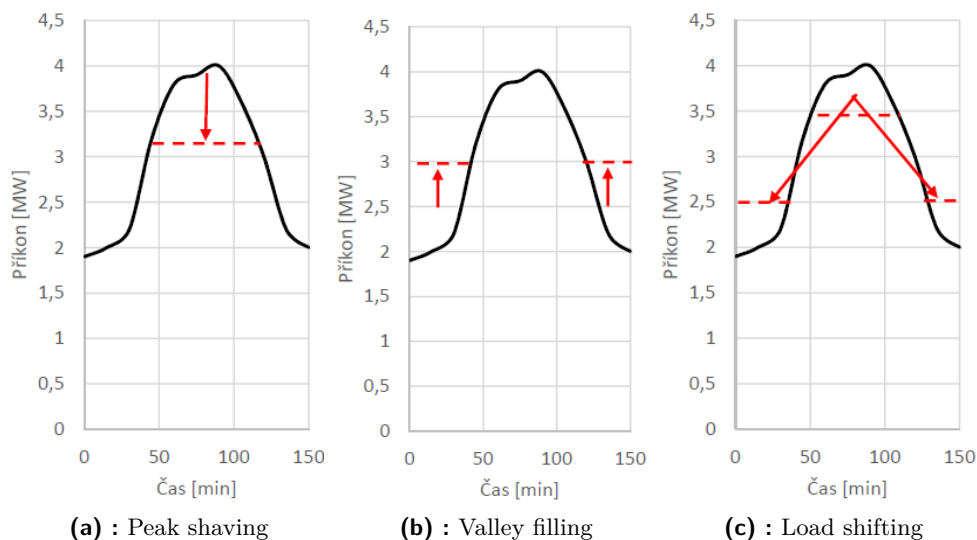 4,5
4
3,5
3
2,5
2
1,5
1
0,5
0
Příkon [MW]
0 50 100 150
Čas [min]
(a) : Peak shaving
4,5
4
3,5
3
2,5
2
1,5
1
0,5
0
Příkon [MW]
0 50 100 150
Čas [min]
(b) : Valley filling
4,5
4
3,5
3
2,5
2
1,5
1
0,5
0
Příkon [MW]
0 50 100 150
Čas [min]
(c) : Load shifting